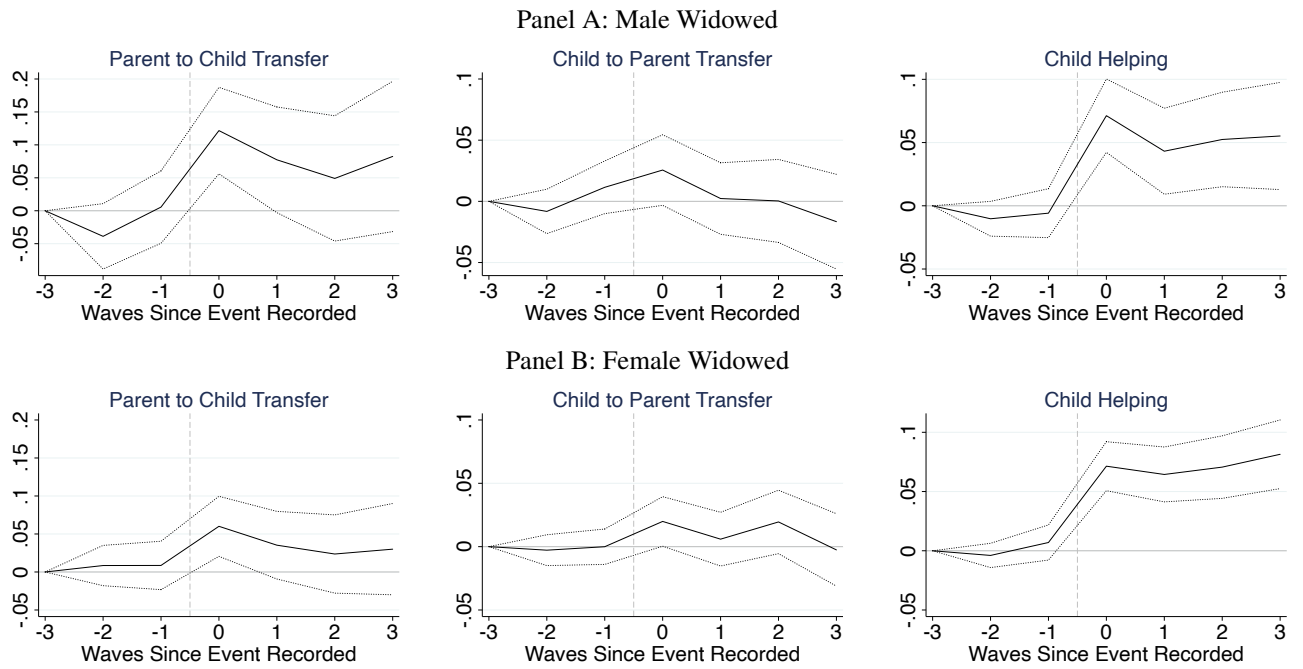 Panel A: Male Widowed
Parent to Child Transfer
.2
.15
.1
.05
0
-.05
-3 -2 -1 0 1 2 3
Waves Since Event Recorded
Child to Parent Transfer
.1
.05
0
-.05
-3 -2 -1 0 1 2 3
Waves Since Event Recorded
Child Helping
.1
.05
0
-.05
-3 -2 -1 0 1 2 3
Waves Since Event Recorded
Panel B: Female Widowed
Parent to Child Transfer
.2
.15
.1
.05
0
-.05
-3 -2 -1 0 1 2 3
Waves Since Event Recorded
Child to Parent Transfer
.1
.05
0
-.05
-3 -2 -1 0 1 2 3
Waves Since Event Recorded
Child Helping
.1
.05
0
-.05
-3 -2 -1 0 1 2 3
Waves Since Event Recorded